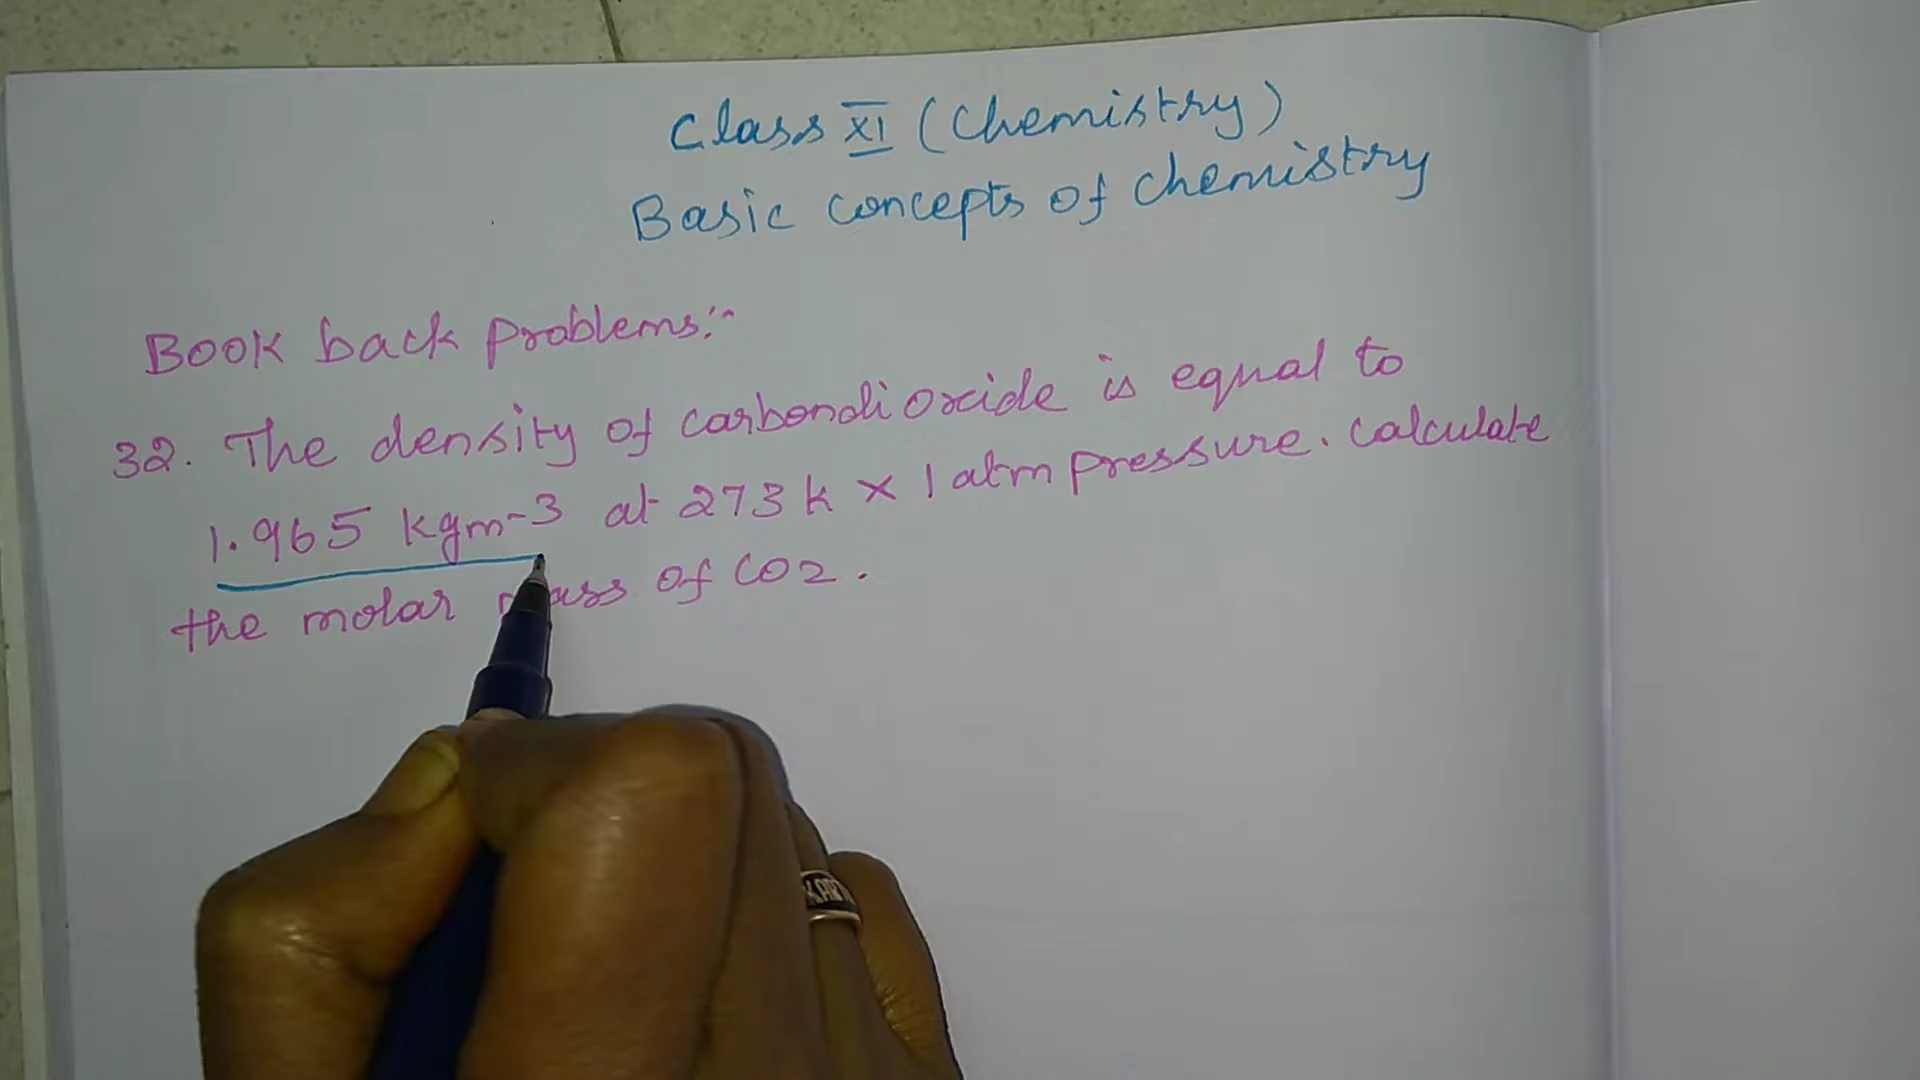 Class XI (Chemistry)
Basic concepts of chemistry
Book back problems:-
32. The density of carbondioxide is equal to
1.965 kgm-3 at 273 k × 1 atm pressure. calculate
the molar mass of CO2.